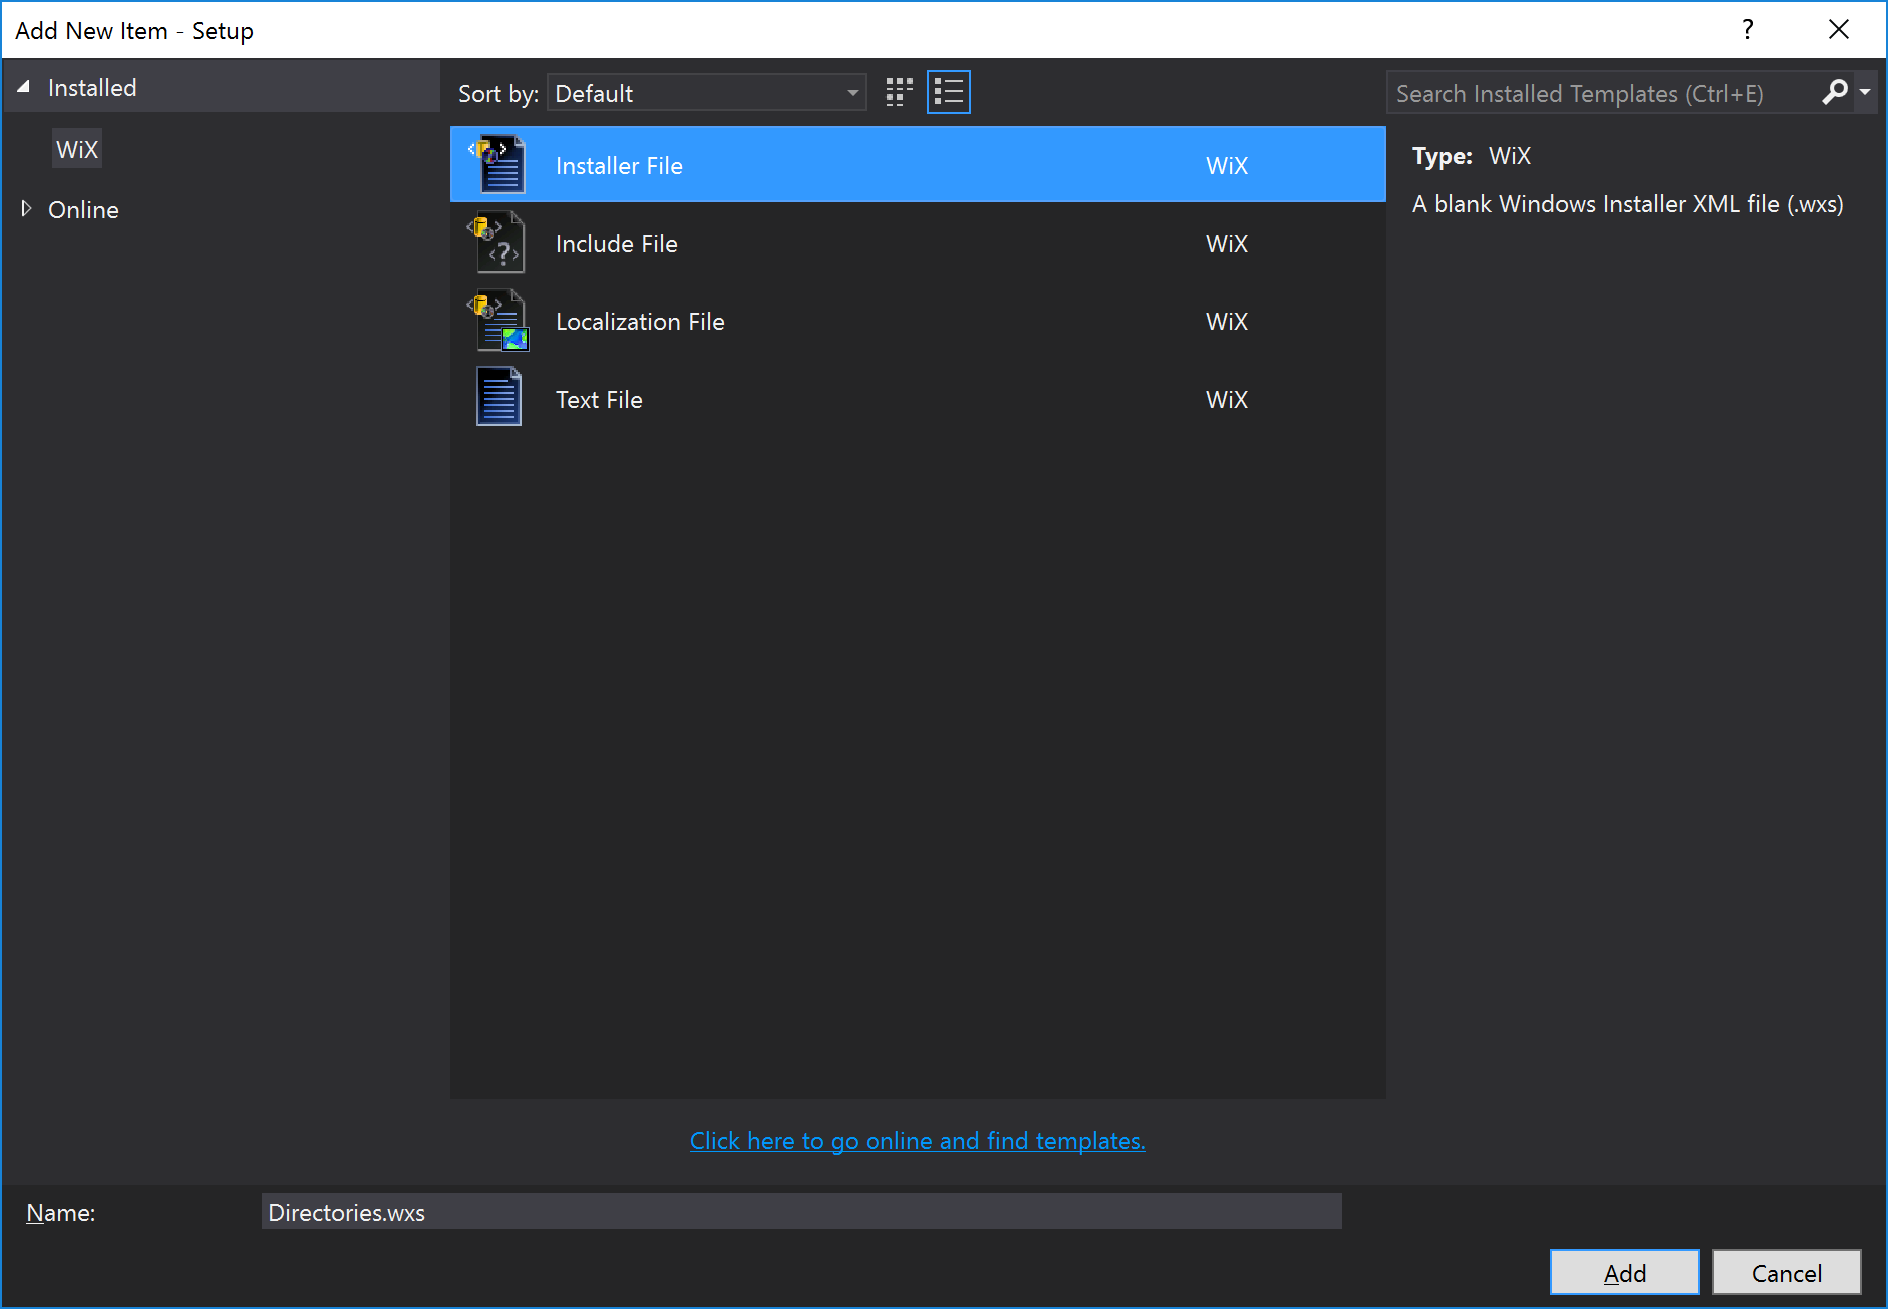 Add New Item - Setup
?
Installed
WiX
Online
Sort by: Default
Search Installed Templates (Ctrl+E)
Installer File WiX
Include File WiX
Localization File WiX
Text File WiX
Type: WiX
A blank Windows Installer XML file (.wxs)
Click here to go online and find templates.
Name: Directories.wxs
Add Cancel